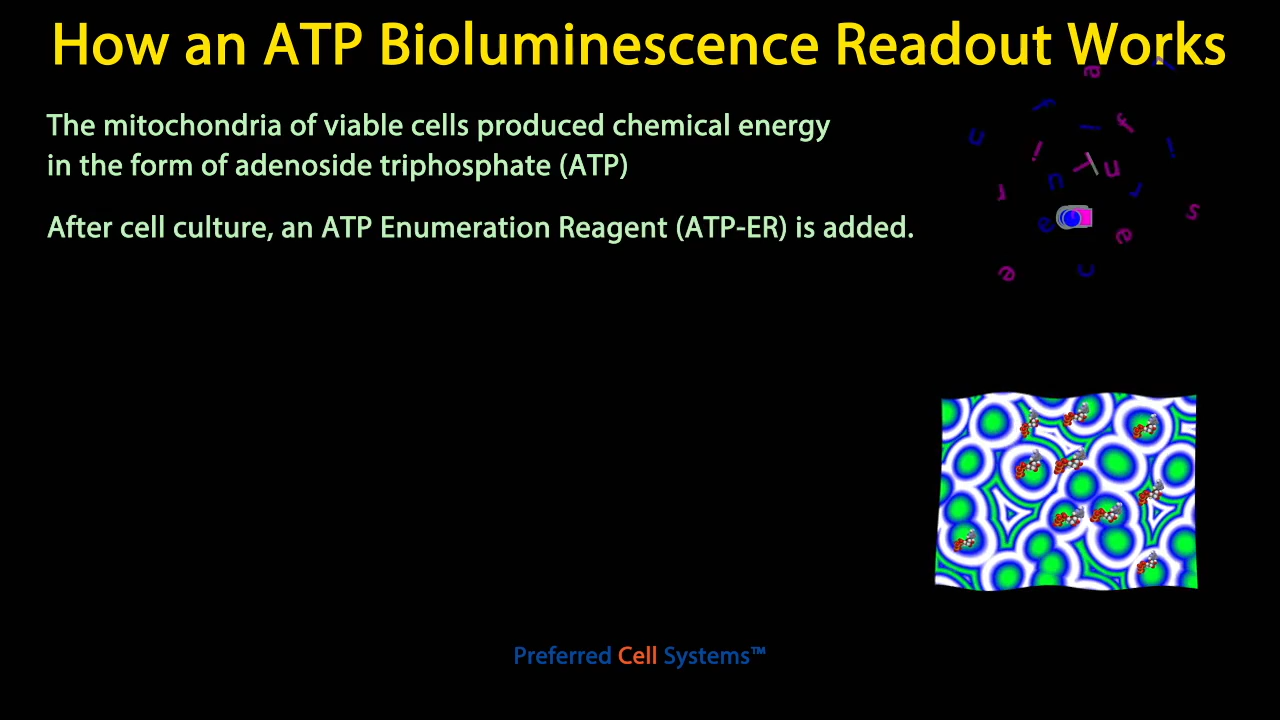 How an ATP Bioluminescence Readout Works
The mitochondria of viable cells produced chemical energy
in the form of adenoside triphosphate (ATP)
After cell culture, an ATP Enumeration Reagent (ATP-ER) is added.
Preferred Cell Systems™